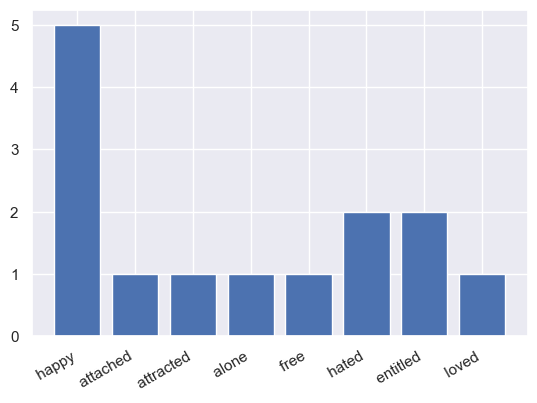 5
4
3
2
1
0
happy
attached
attracted
alone
free
hated
entitled
loved